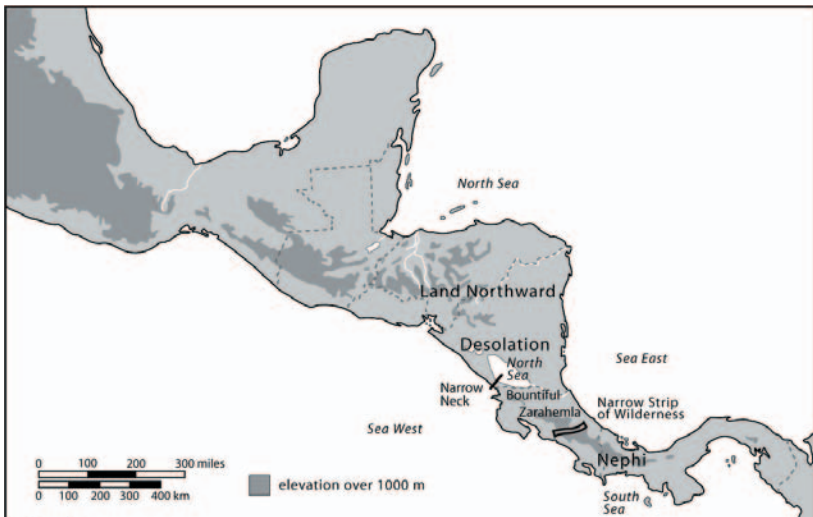 North Sea
Land Northward
Desolation
North
Sea
Sea East
Narrow
Neck
Bountiful
Zarahemla
Narrow Strip
of Wilderness
Sea West
Nephi
South
Sea
0 100 200 300 miles
0 100 200 300 400 km
elevation over 1000 m